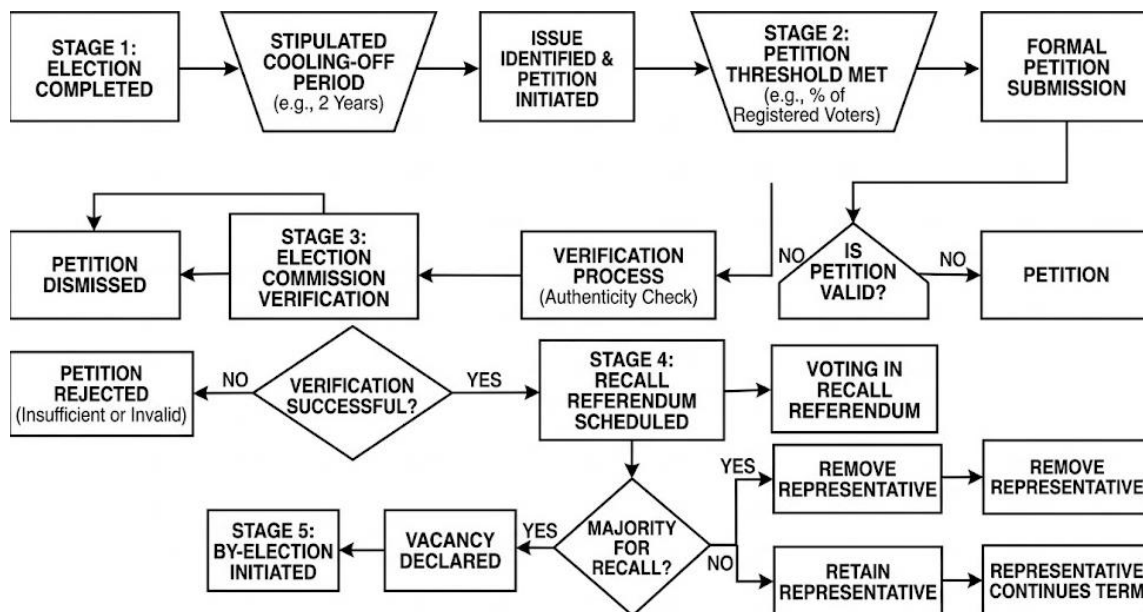 STAGE 1:
ELECTION
COMPLETED
STIPULATED
COOLING-OFF
PERIOD
(e.g., 2 Years)
ISSUE
IDENTIFIED &
PETITION
INITIATED
STAGE 2:
PETITION
THRESHOLD MET
(e.g., % of
Registered Voters)
FORMAL
PETITION
SUBMISSION
PETITION
DISMISSED
STAGE 3:
ELECTION
COMMISSION
VERIFICATION
VERIFICATION
PROCESS
(Authenticity Check)
NO
IS
PETITION
VALID?
NO
PETITION
PETITION
REJECTED
(Insufficient or Invalid)
NO
VERIFICATION
SUCCESSFUL?
YES
STAGE 4:
RECALL
REFERENDUM
SCHEDULED
VOTING IN
RECALL
REFERENDUM
STAGE 5:
BY-ELECTION
INITIATED
VACANCY
DECLARED
YES
MAJORITY
FOR
RECALL?
YES
REMOVE
REPRESENTATIVE
REMOVE
REPRESENTATIVE
NO
RETAIN
REPRESENTATIVE
REPRESENTATIVE
CONTINUES TERM